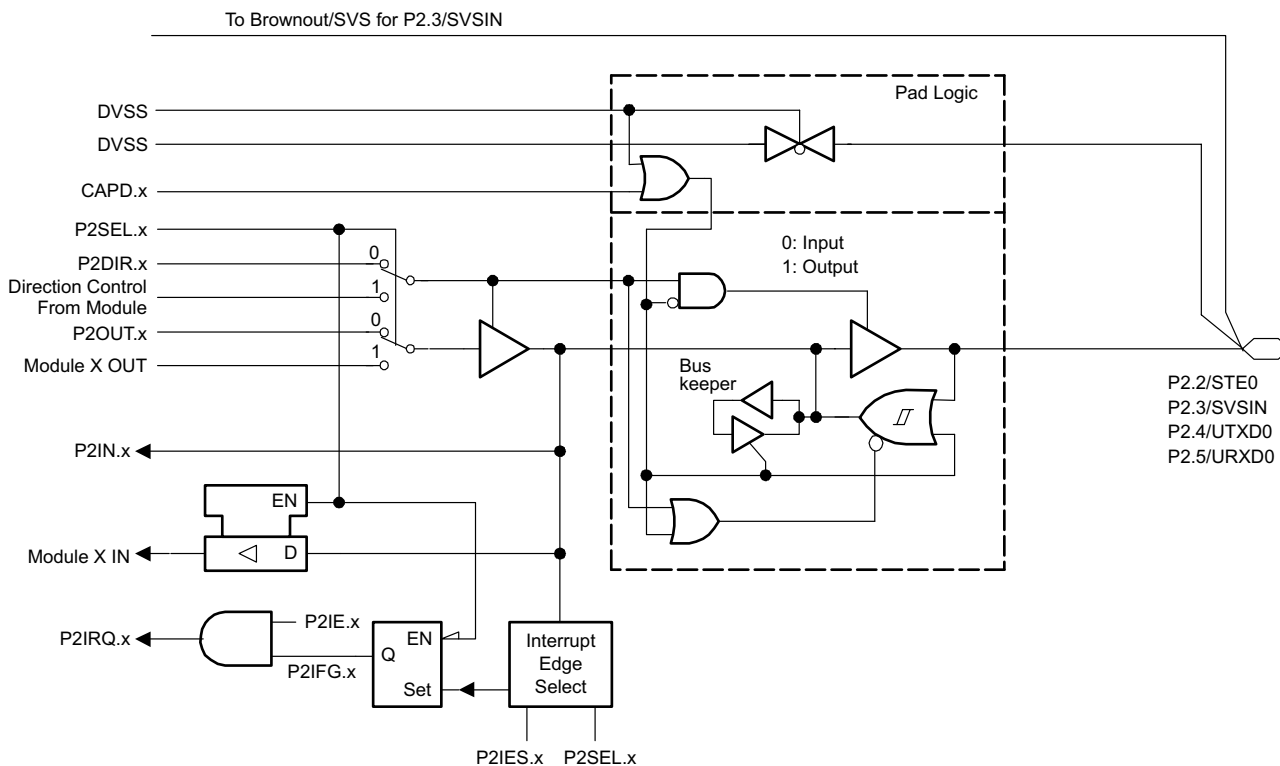 To Brownout/SVS for P2.3/SVSIN
Pad Logic
DVSS
DVSS
CAPD.x
P2SEL.x
0
P2DIR.x
1
Direction Control
From Module
0
P2OUT.x
1
Module X OUT
0: Input
1: Output
Bus
keeper
P2.2/STE0
P2.3/SVSIN
P2.4/UTXD0
P2.5/URXD0
P2IN.x
EN
D
Module X IN
P2IE.x
P2IRQ.x
P2IFG.x
EN
Q
Set
Interrupt
Edge
Select
P2IES.x
P2SEL.x